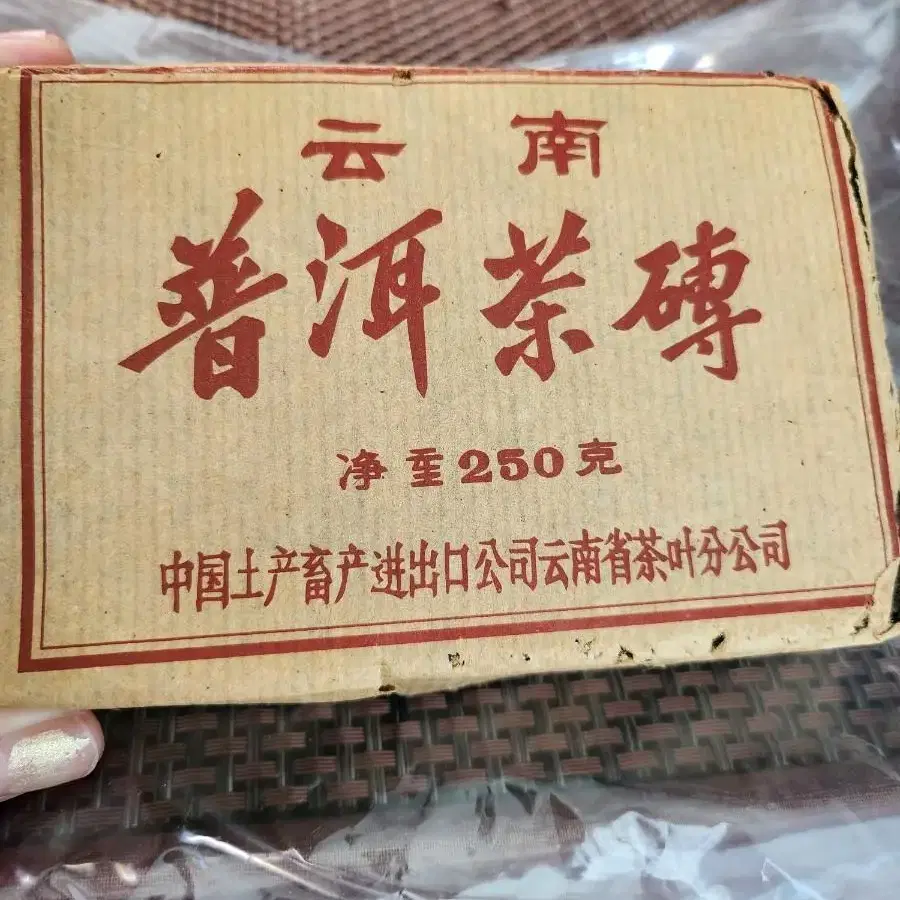 云南
普洱茶磚
净重250克
中国土产畜产进出口公司云南省茶叶分公司